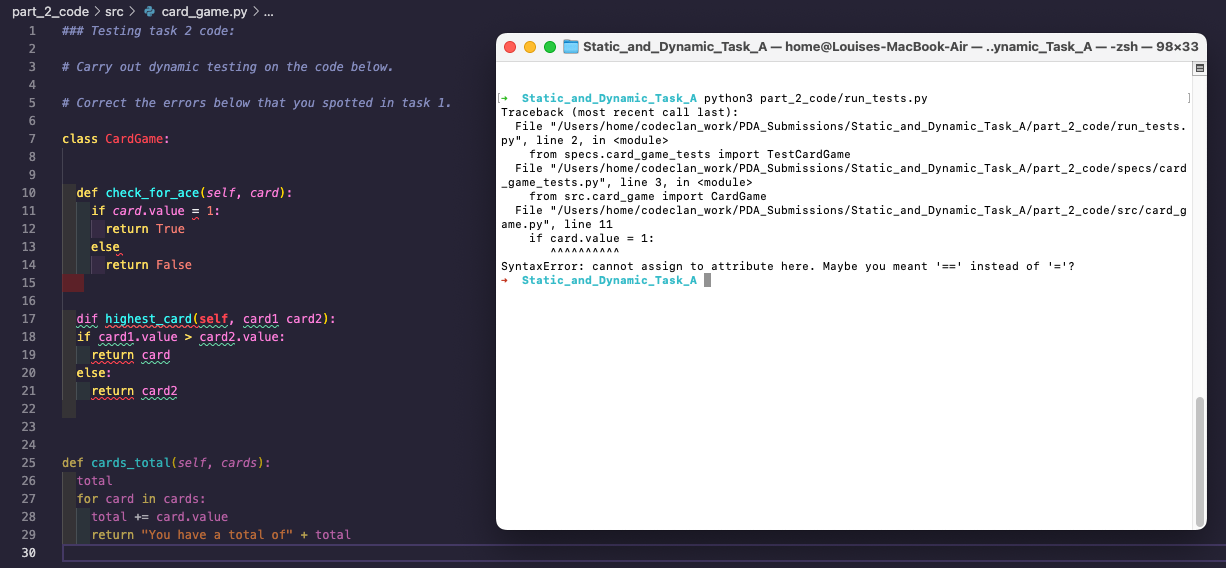 part_2_code > src > card_game.py > ...
1 ### Testing task 2 code:
2
3 # Carry out dynamic testing on the code below.
4
5 # Correct the errors below that you spotted in task 1.
6
7 class CardGame:
8
9
10 def check_for_ace(self, card):
11 if card.value = 1:
12 return True
13 else
14 return False
15
16
17 dif highest_card(self, card1 card2):
18 if card1.value > card2.value:
19 return card
20 else:
21 return card2
22
23
24
25 def cards_total(self, cards):
26 total
27 for card in cards:
28 total += card.value
29 return "You have a total of" + total
30
Static_and_Dynamic_Task_A — home@Louises-MacBook-Air — ..ynamic_Task_A — -zsh — 98×33
[→ Static_and_Dynamic_Task_A python3 part_2_code/run_tests.py ]
Traceback (most recent call last):
File "/Users/home/codeclan_work/PDA_Submissions/Static_and_Dynamic_Task_A/part_2_code/run_tests.
py", line 2, in <module>
from specs.card_game_tests import TestCardGame
File "/Users/home/codeclan_work/PDA_Submissions/Static_and_Dynamic_Task_A/part_2_code/specs/card
_game_tests.py", line 3, in <module>
from src.card_game import CardGame
File "/Users/home/codeclan_work/PDA_Submissions/Static_and_Dynamic_Task_A/part_2_code/src/card_g
ame.py", line 11
if card.value = 1:
^^^^^^^^^^
SyntaxError: cannot assign to attribute here. Maybe you meant '==' instead of '='?
→ Static_and_Dynamic_Task_A